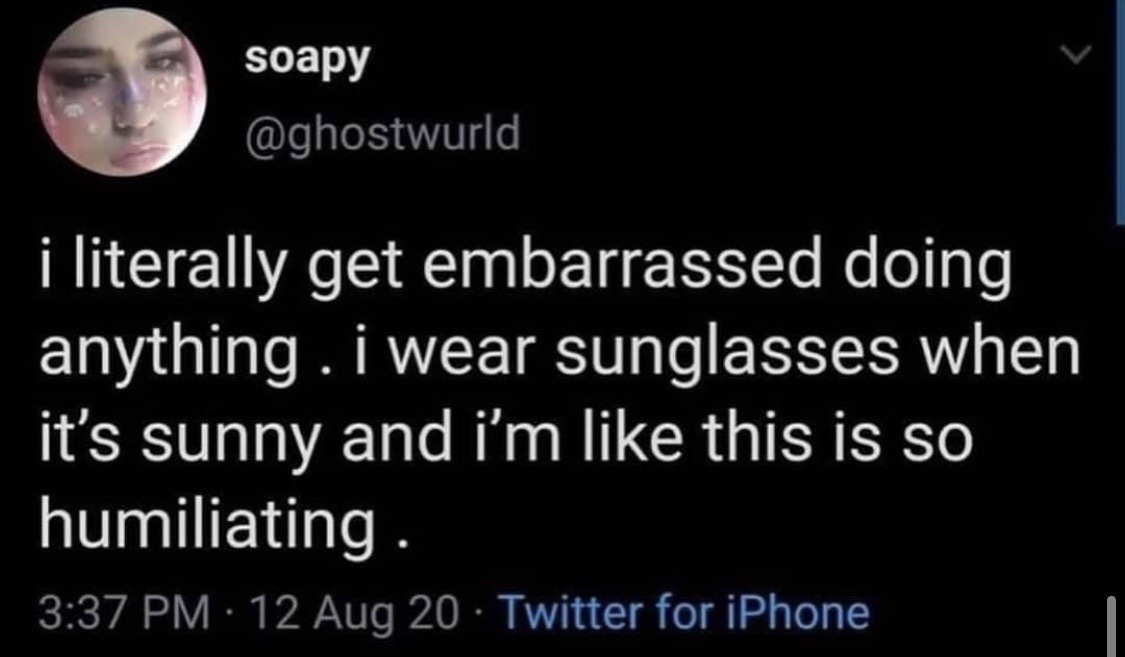 soapy
@ghostwurld
i literally get embarrassed doing
anything . i wear sunglasses when
it’s sunny and i’m like this is so
humiliating .
3:37 PM · 12 Aug 20 · Twitter for iPhone